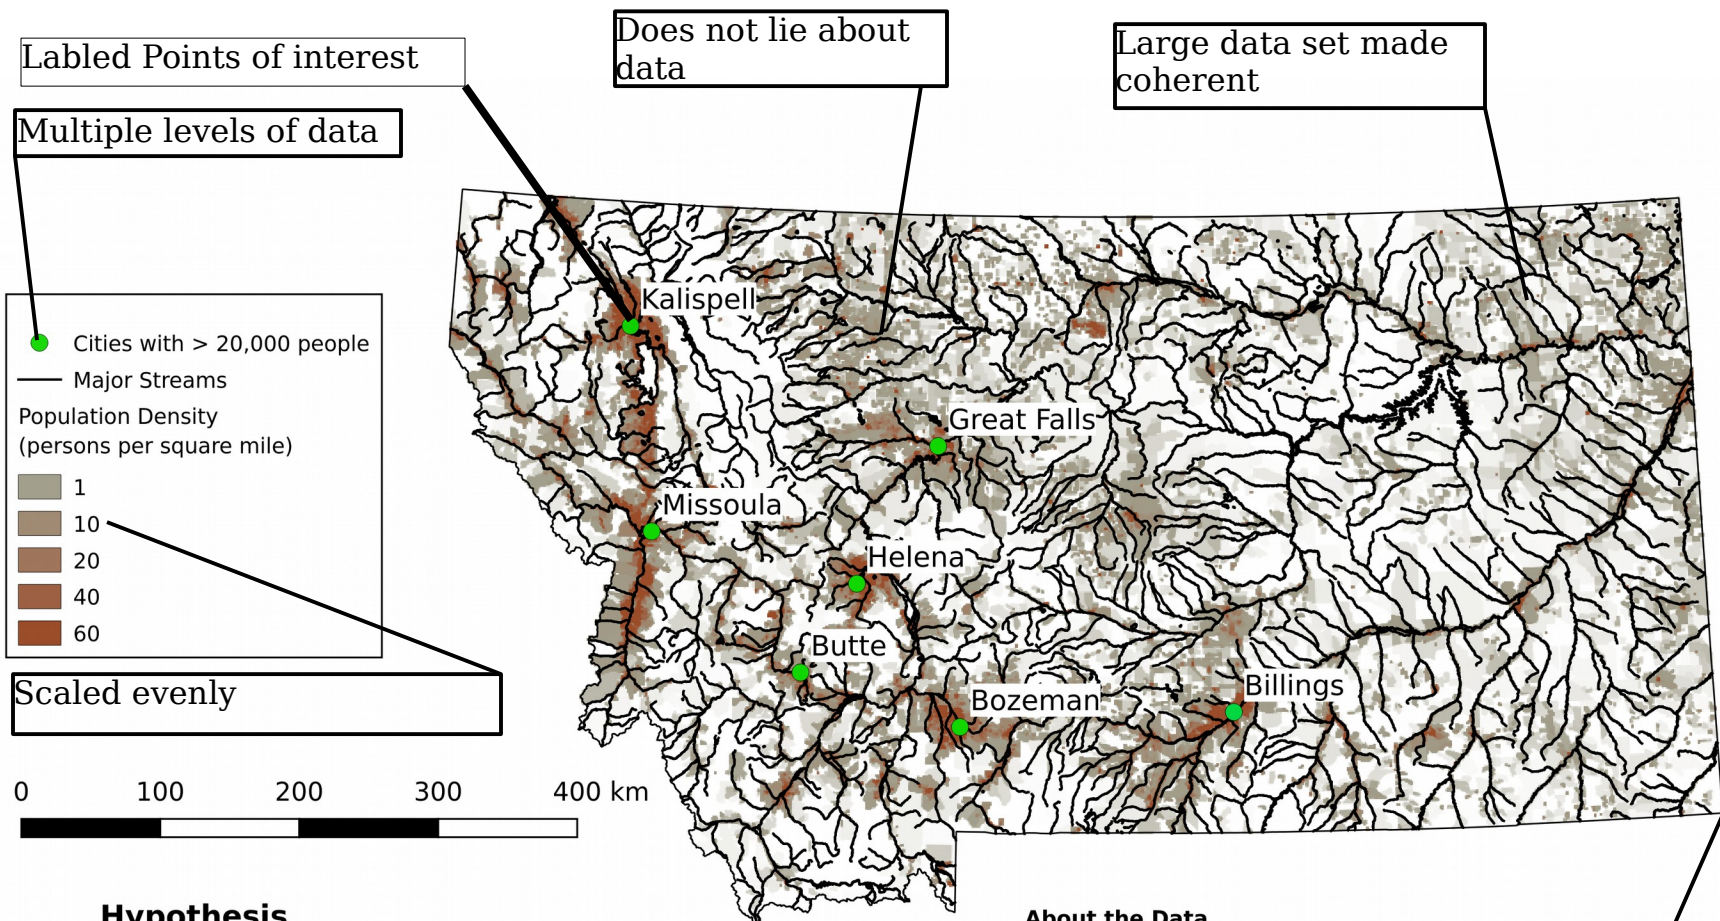 Labled Points of interest
Does not lie about
data
Large data set made
coherent
Multiple levels of data
Kalispell
Cities with > 20,000 people
Major Streams
Population Density
(persons per square mile)
1
10
20
40
60
Great Falls
Missoula
Helena
Butte
Bozeman
Billings
Scaled evenly
0 100 200 300 400 km
Hypothesis
About the Data